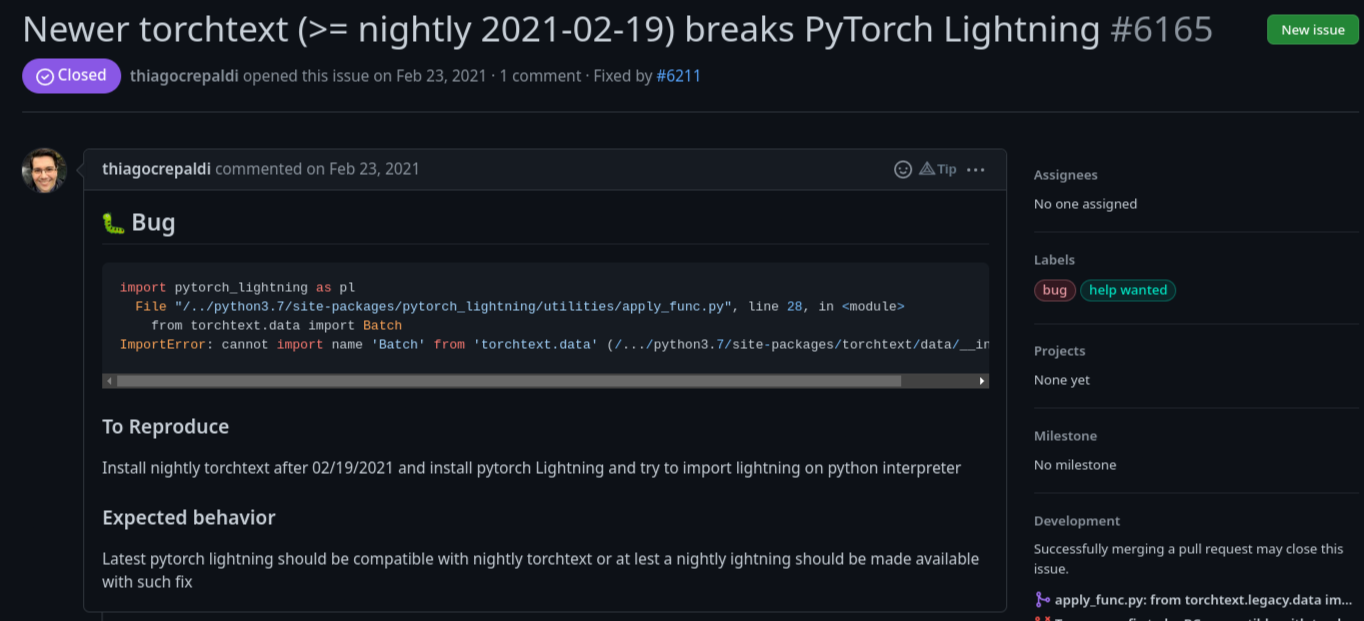 Newer torchtext (>= nightly 2021-02-19) breaks PyTorch Lightning #6165
New issue
Closed thiagocrepaldi opened this issue on Feb 23, 2021 · 1 comment · Fixed by #6211
thiagocrepaldi commented on Feb 23, 2021
Tip
🐛 Bug
import pytorch_lightning as pl
File "/../python3.7/site-packages/pytorch_lightning/utilities/apply_func.py", line 28, in <module>
from torchtext.data import Batch
ImportError: cannot import name 'Batch' from 'torchtext.data' (/.../python3.7/site-packages/torchtext/data/__in
To Reproduce
Install nightly torchtext after 02/19/2021 and install pytorch Lightning and try to import lightning on python interpreter
Expected behavior
Latest pytorch lightning should be compatible with nightly torchtext or at lest a nightly ightning should be made available
with such fix
Assignees
No one assigned
Labels
bug help wanted
Projects
None yet
Milestone
No milestone
Development
Successfully merging a pull request may close this
issue.
apply_func.py: from torchtext.legacy.data im...